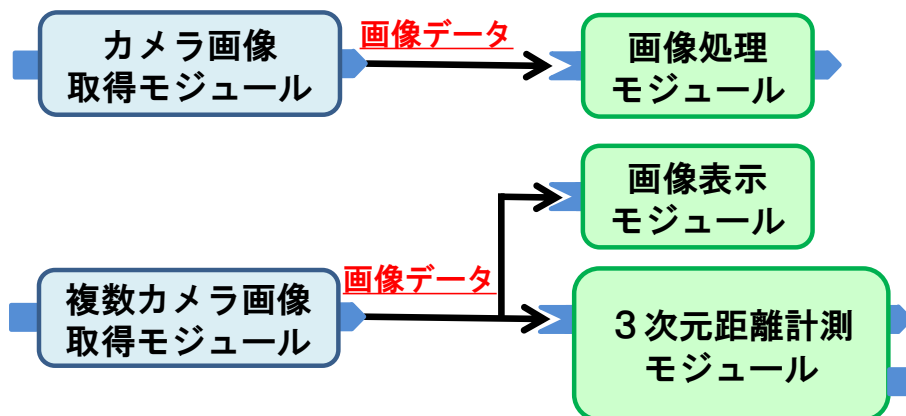 カメラ画像
取得モジュール
画像データ
画像処理
モジュール
画像表示
モジュール
複数カメラ画像
取得モジュール
画像データ
３次元距離計測
モジュール